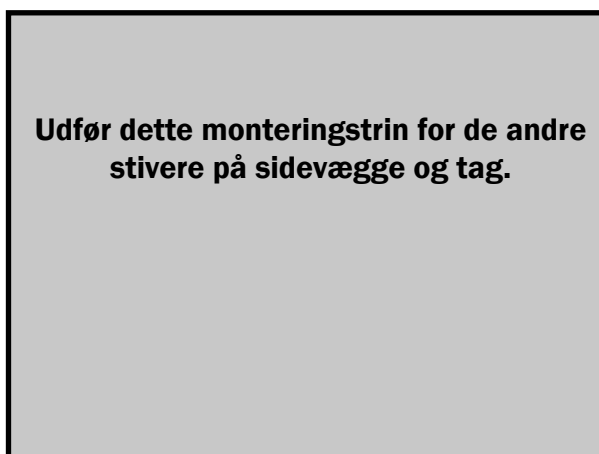 Udfør dette monteringstrin for de andre
stivere på sidevægge og tag.